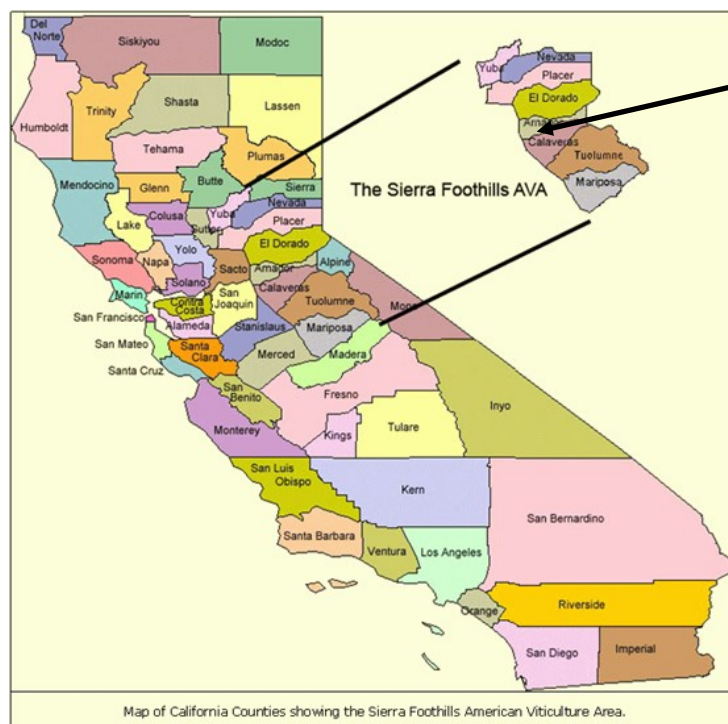 Del
Norte
Siskiyou
Modoc
Humboldt
Trinity
Shasta
Lassen
Tehama
Plumas
Mendocino
Glenn
Butte
Sierra
Lake
Colusa
Sutter
Yuba
Nevada
Placer
Sonoma
Napa
Yolo
El Dorado
Solano
Sacto
Amador
Alpine
Marin
Contra
Costa
San
Joaquin
Calaveras
Tuolumne
Mono
San Francisco
Alameda
Stanislaus
Mariposa
San Mateo
Santa
Clara
Merced
Madera
Santa Cruz
San
Benito
Fresno
Inyo
Monterey
Kings
Tulare
San Luis
Obispo
Kern
San Bernardino
Santa Barbara
Ventura
Los Angeles
Orange
Riverside
San Diego
Imperial
Yuba
Nevada
Placer
El Dorado
Amador
Calaveras
Tuolumne
Mariposa
The Sierra Foothills AVA
Map of California Counties showing the Sierra Foothills American Viticulture Area.